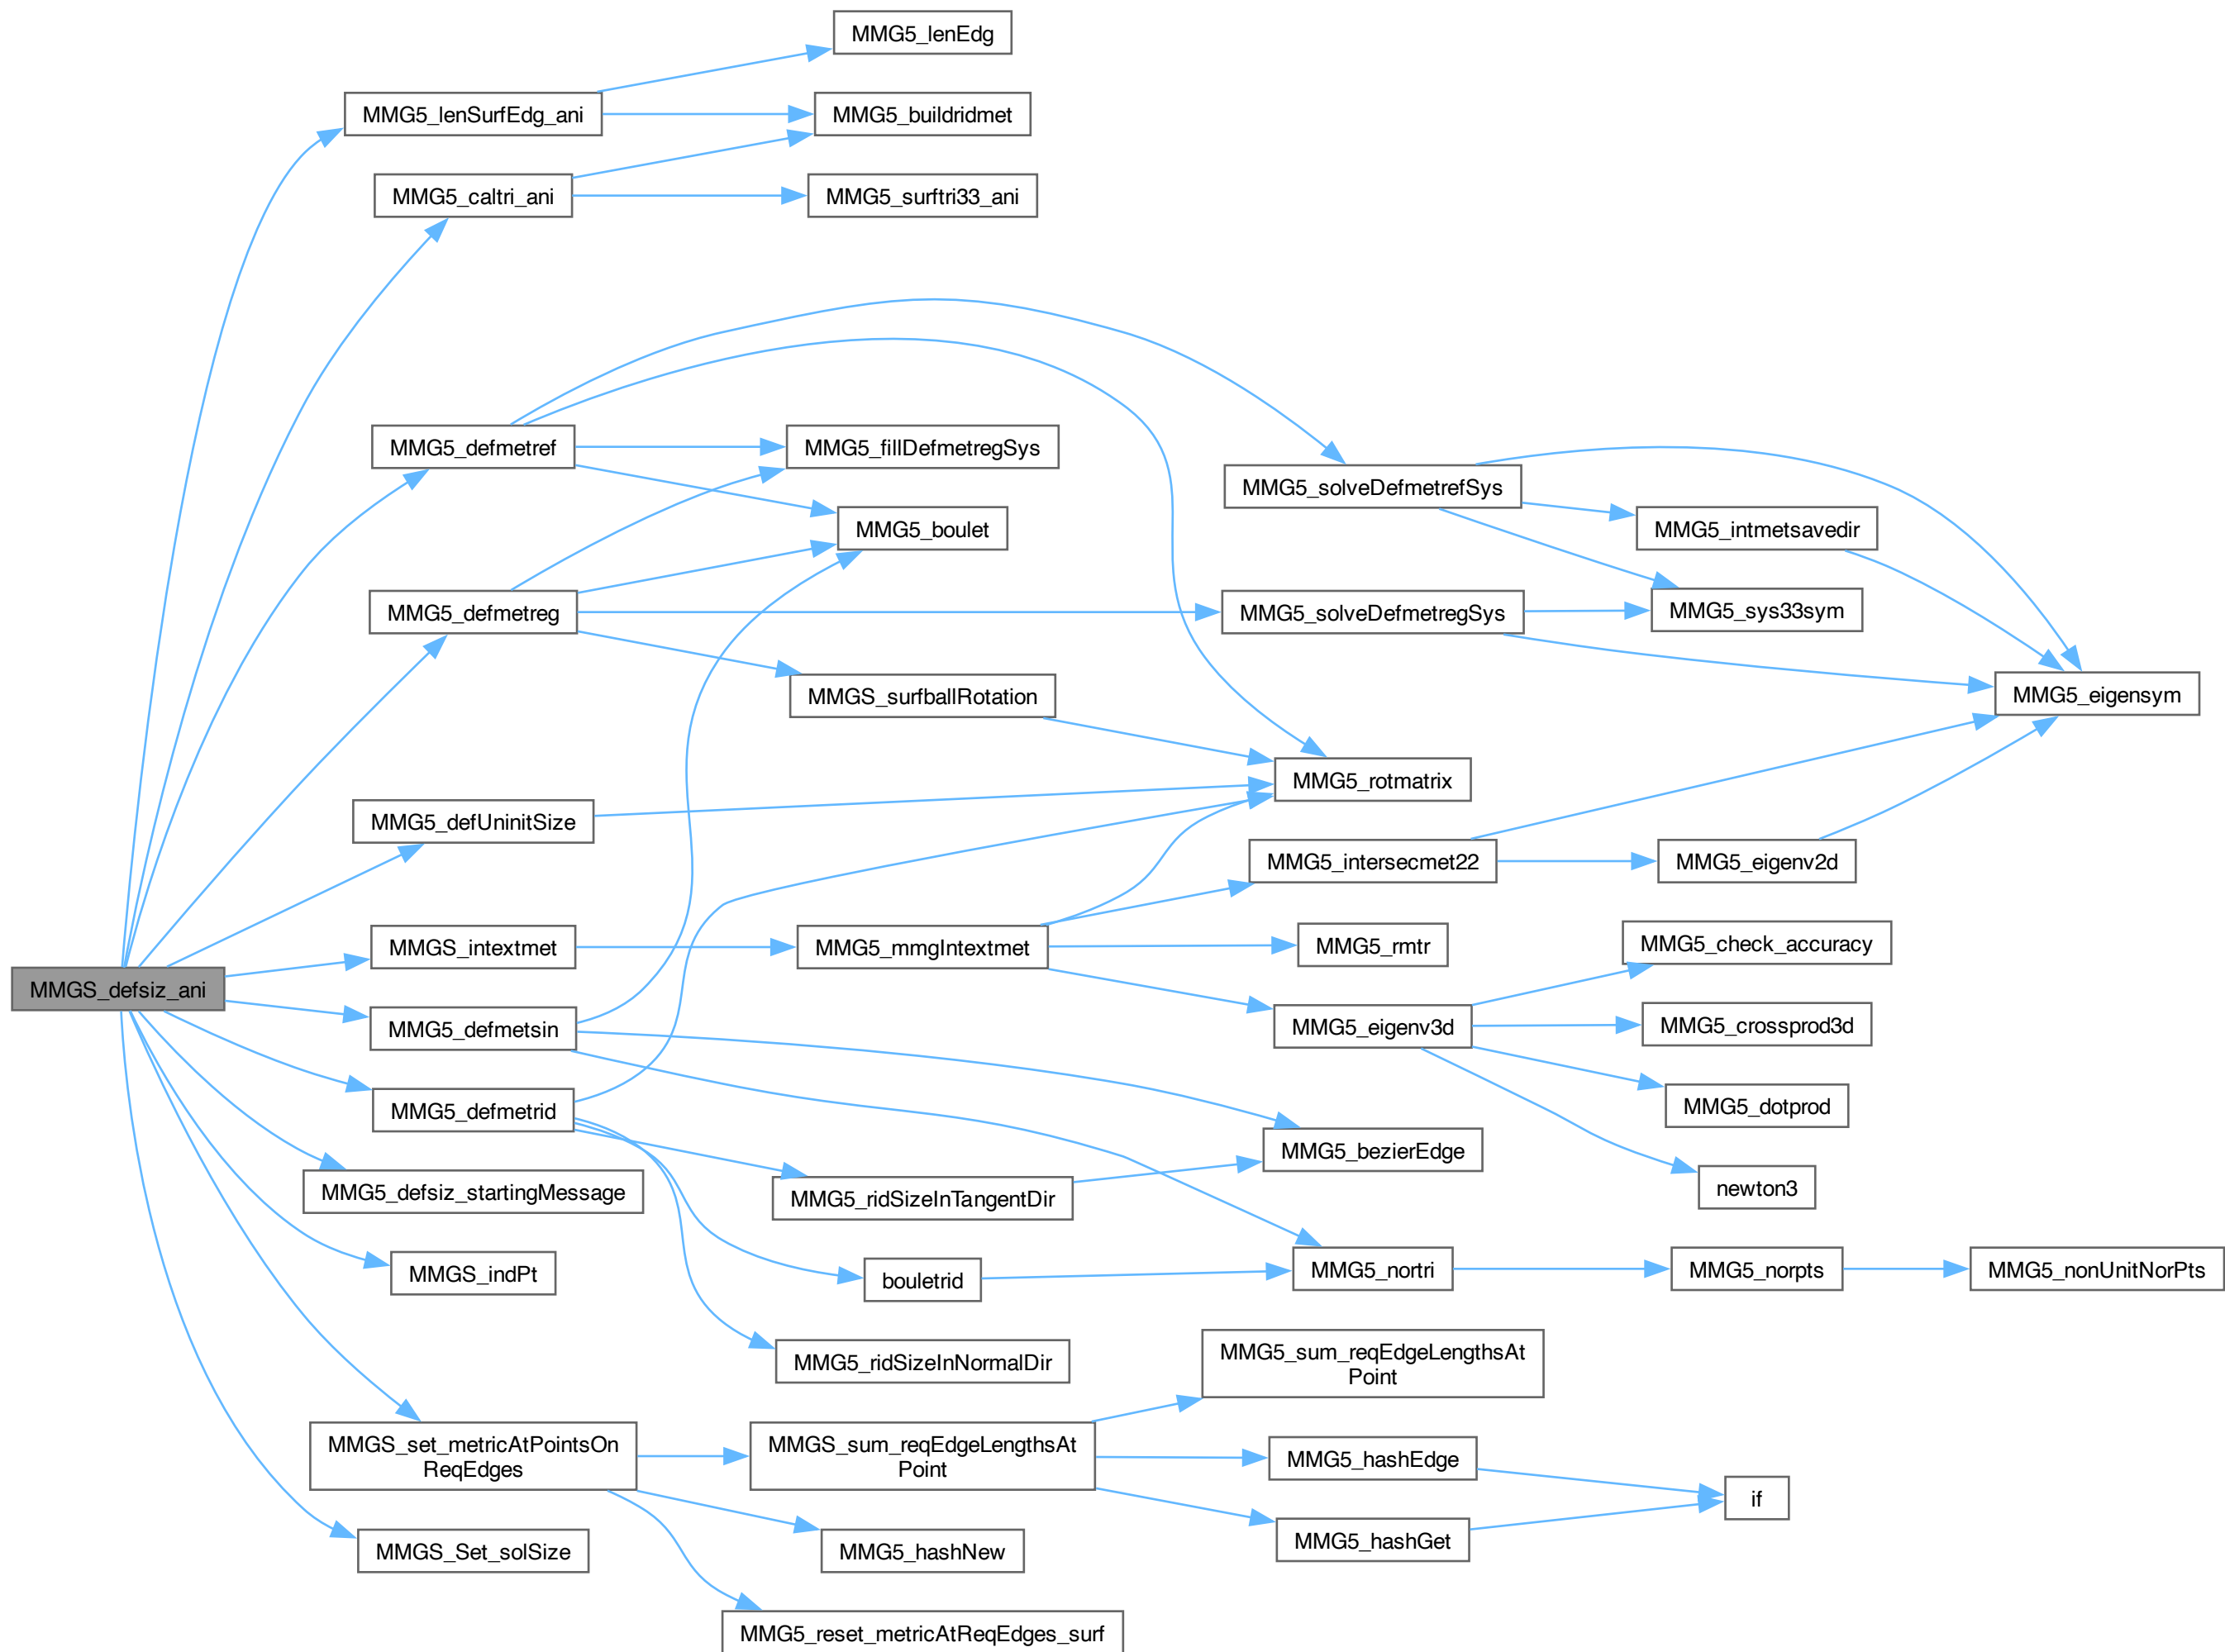 MMG5_lenEdg
MMG5_lenSurfEdg_ani
MMG5_buildridmet
MMG5_caltri_ani
MMG5_surftri33_ani
MMG5_defmetref
MMG5_fillDefmetregSys
MMG5_solveDefmetrefSys
MMG5_boulet
MMG5_intmetsavedir
MMG5_defmetreg
MMG5_solveDefmetregSys
MMG5_sys33sym
MMGS_surfballRotation
MMG5_eigensym
MMG5_rotmatrix
MMG5_defUninitSize
MMG5_intersecmet22
MMG5_eigenv2d
MMGS_intextmet
MMG5_mmgIntextmet
MMG5_rmtr
MMG5_check_accuracy
MMGS_defsiz_ani
MMG5_defmetsin
MMG5_eigenv3d
MMG5_crossprod3d
MMG5_defmetrid
MMG5_dotprod
MMG5_bezierEdge
MMG5_defsiz_startingMessage
MMG5_ridSizeInTangentDir
newton3
MMGS_indPt
bouletrid
MMG5_nortri
MMG5_norpts
MMG5_nonUnitNorPts
MMG5_ridSizeInNormalDir
MMG5_sum_reqEdgeLengthsAt
Point
MMGS_set_metricAtPointsOn
ReqEdges
MMGS_sum_reqEdgeLengthsAt
Point
MMG5_hashEdge
if
MMGS_Set_solSize
MMG5_hashNew
MMG5_hashGet
MMG5_reset_metricAtReqEdges_surf